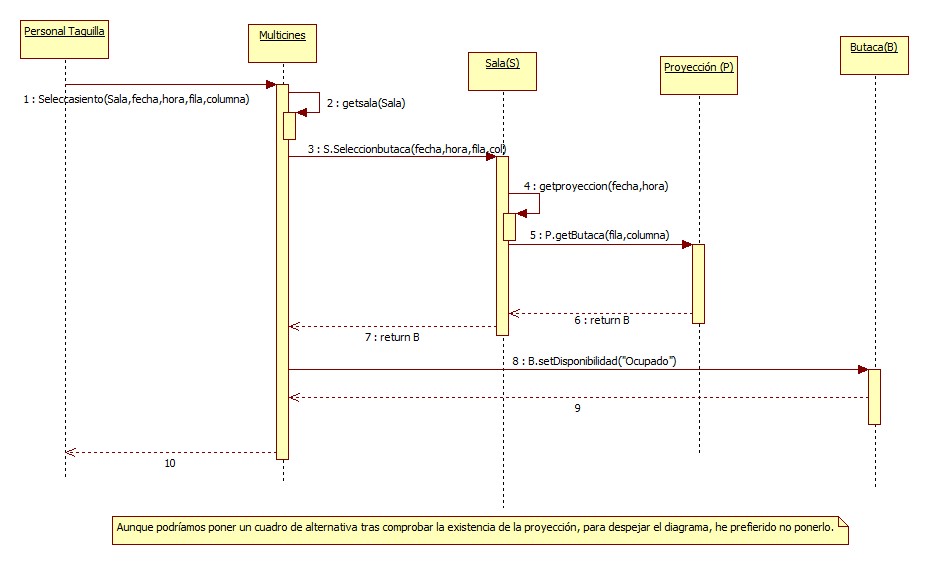 Personal Taquilla
Multicines
Sala(S)
Proyección (P)
Butaca(B)
1 : Seleccasiento(Sala,fecha,hora,fila,columna)
2 : getsala(Sala)
3 : S.Seleccionbutaca(fecha,hora,fila,col)
4 : getproyeccion(fecha,hora)
5 : P.getButaca(fila,columna)
6 : return B
7 : return B
8 : B.setDisponibilidad("Ocupado")
9
10
Aunque podríamos poner un cuadro de alternativa tras comprobar la existencia de la proyección, para despejar el diagrama, he preferido no ponerlo.